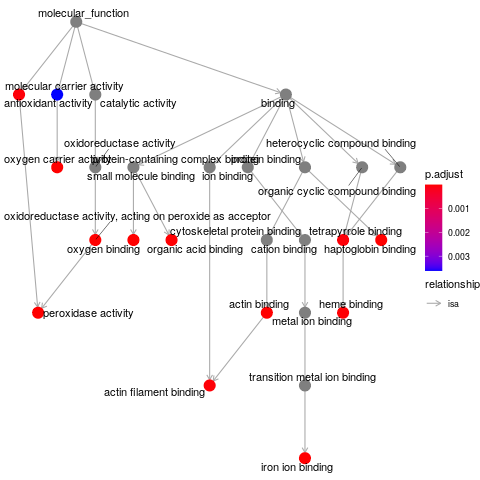 molecular_function
molecular carrier activity
antioxidant activity
catalytic activity
binding
oxidoreductase activity
heterocyclic compound binding
oxygen carrier activity
protein-containing complex binding
protein binding
small molecule binding
ion binding
organic cyclic compound binding
oxidoreductase activity, acting on peroxide as acceptor
cytoskeletal protein binding
tetrapyrrole binding
oxygen binding
organic acid binding
cation binding
haptoglobin binding
actin binding
heme binding
peroxidase activity
metal ion binding
transition metal ion binding
actin filament binding
iron ion binding
p.adjust
0.001
0.002
0.003
relationship
isa